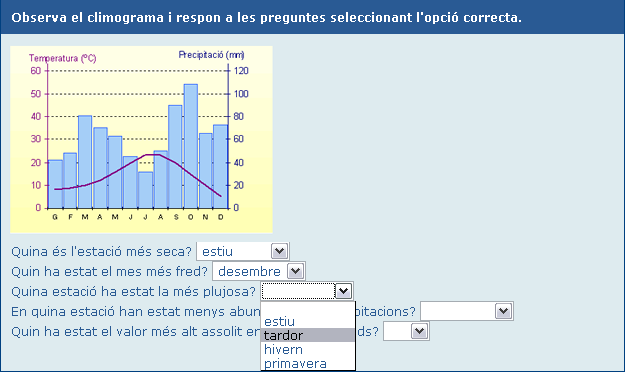 Observa el climograma i respon a les preguntes seleccionant l'opció correcta.
Temperatura (ºC) Precipitació (mm)
60 120
50 100
40 80
30 60
20 40
10 20
0 0
G F M A M J J A S O N D
Quina és l'estació més seca? estiu
Quin ha estat el mes més fred? desembre
Quina estació ha estat la més plujosa?
En quina estació han estat menys abun itacions?
estiu
Quin ha estat el valor més alt assolit en ds?
tardor
hivern
primavera